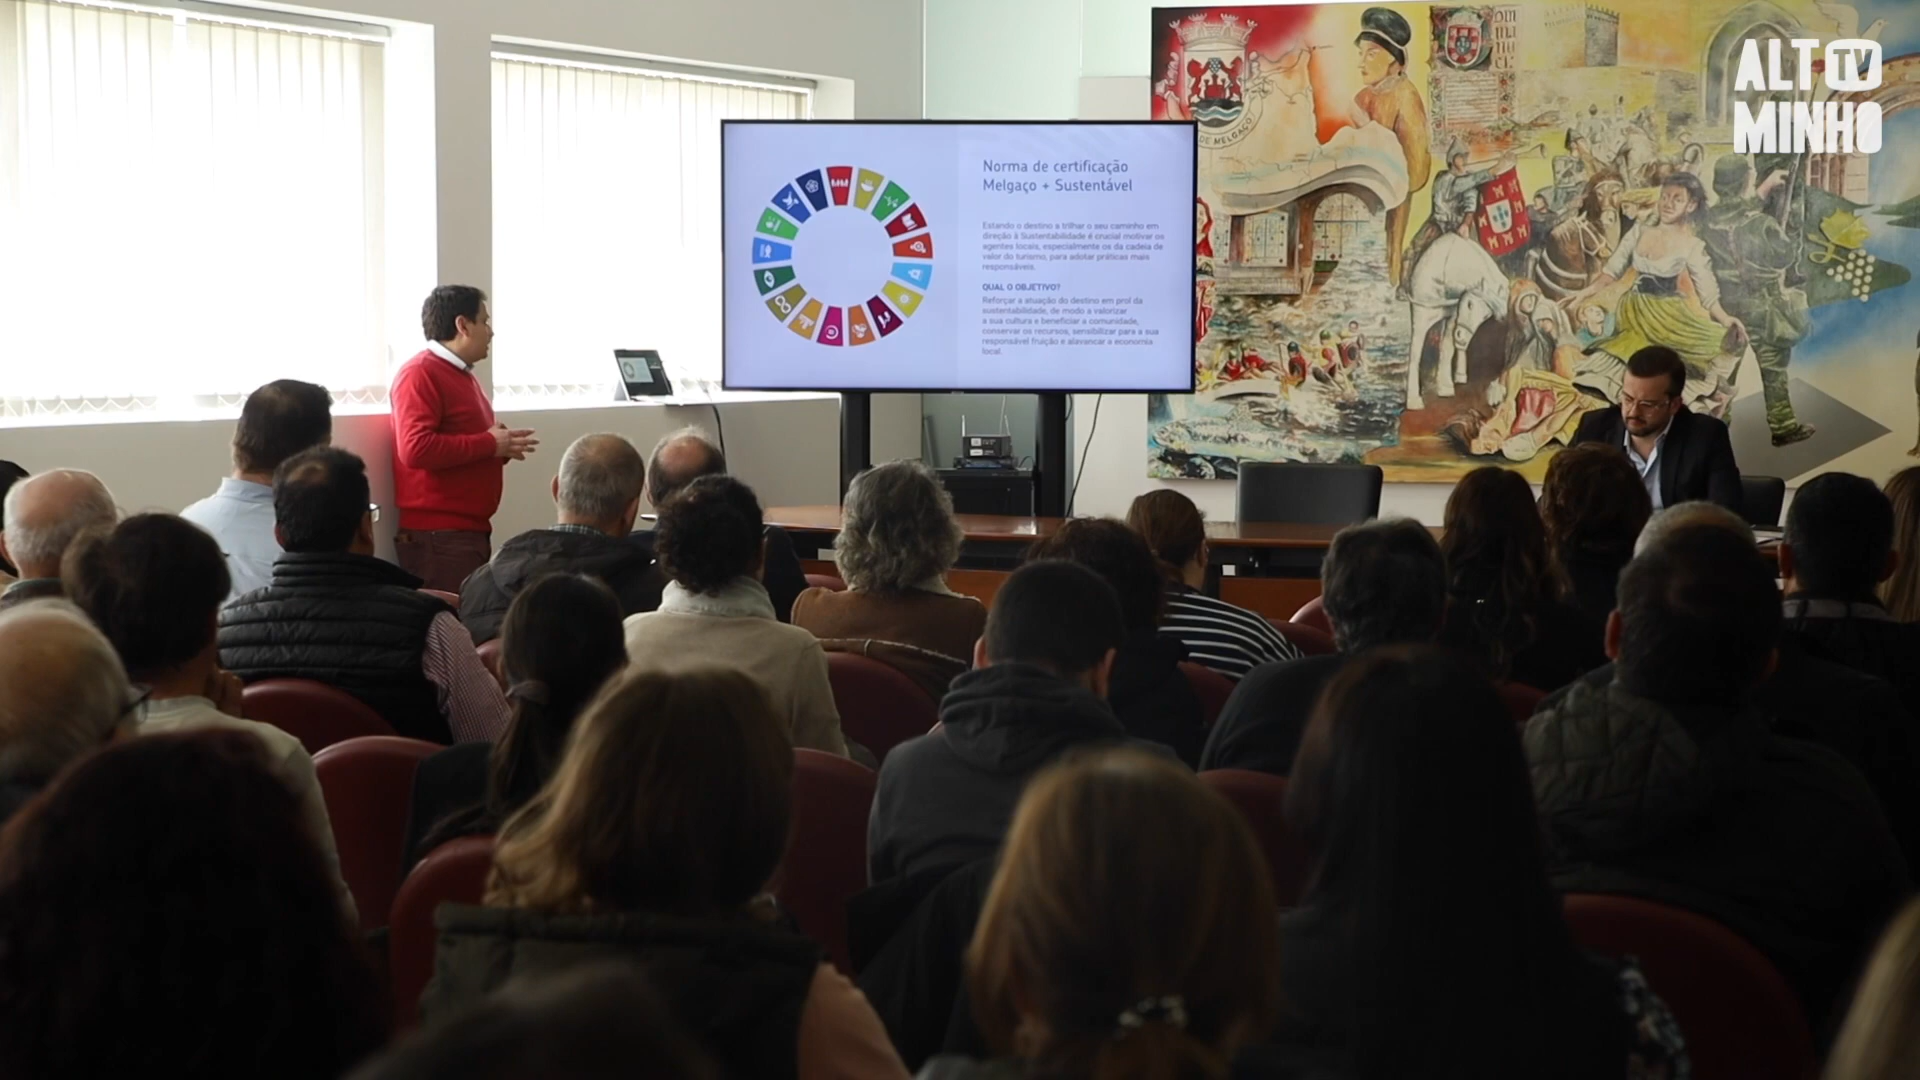 ALTO TV
MINHO
DE MELGAÇO
Norma de certificação
Melgaço + Sustentável
Estando o destino a trilhar o seu caminho em
direção à Sustentabilidade é crucial motivar os
agentes locais, especialmente os da cadeia de
valor do turismo, para adotar práticas mais
responsáveis.
QUAL O OBJETIVO?
Reforçar a atuação do destino em prol da
sustentabilidade, de modo a valorizar
a sua cultura e beneficiar a comunidade,
conservar os recursos, sensibilizar para a sua
responsável fruição e alavancar a economia
local.